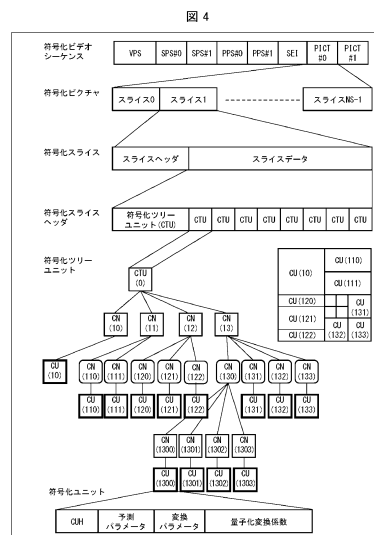 図 4
符号化ビデオ
シーケンス
VPS SPS#0 SPS#1 PPS#0 PPS#1 SEI PICT #0 PICT #1
符号化ピクチャ
スライス0 スライス1 スライスNS-1
符号化スライス
スライスヘッダ スライスデータ
符号化スライス
ヘッダ
符号化ツリー
ユニット(CTU)
CTU CTU CTU CTU CTU CTU CTU CTU
符号化ツリー
ユニット
CTU
(0)
CN
(10)
CN
(11)
CN
(12)
CN
(13)
CU
(10)
CN
(110)
CN
(111)
CN
(120)
CN
(121)
CN
(122)
CN
(130)
CN
(131)
CN
(132)
CN
(133)
CU
(110)
CU
(111)
CU
(120)
CU
(121)
CU
(122)
CU
(131)
CU
(132)
CU
(133)
CN
(1300)
CN
(1301)
CN
(1302)
CN
(1303)
CU
(1300)
CU
(1301)
CU
(1302)
CU
(1303)
CU(10)
CU(110)
CU(111)
CU(120)
CU(121)
CU(122)
CU
(131)
CU
(132)
CU
(133)
符号化ユニット
CUH
予測
パラメータ
変換
パラメータ
量子化変換係数